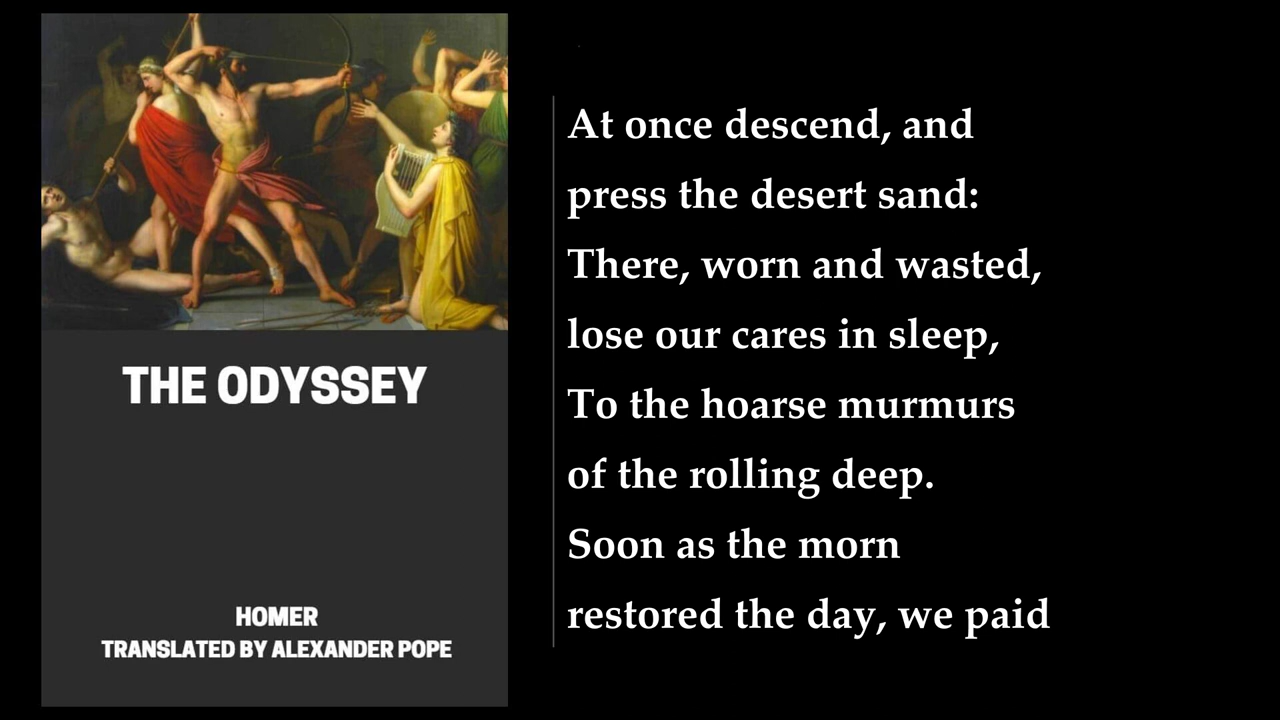 THE ODYSSEY
HOMER
TRANSLATED BY ALEXANDER POPE
At once descend, and
press the desert sand:
There, worn and wasted,
lose our cares in sleep,
To the hoarse murmurs
of the rolling deep.
Soon as the morn
restored the day, we paid